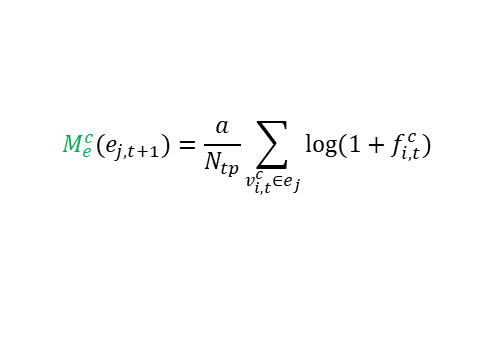 $M_e^c(e_{j,t+1}) = \frac{a}{N_{tp}} \sum_{v_{i,t}^c \in e_j} \log(1 + f_{i,t}^c)$